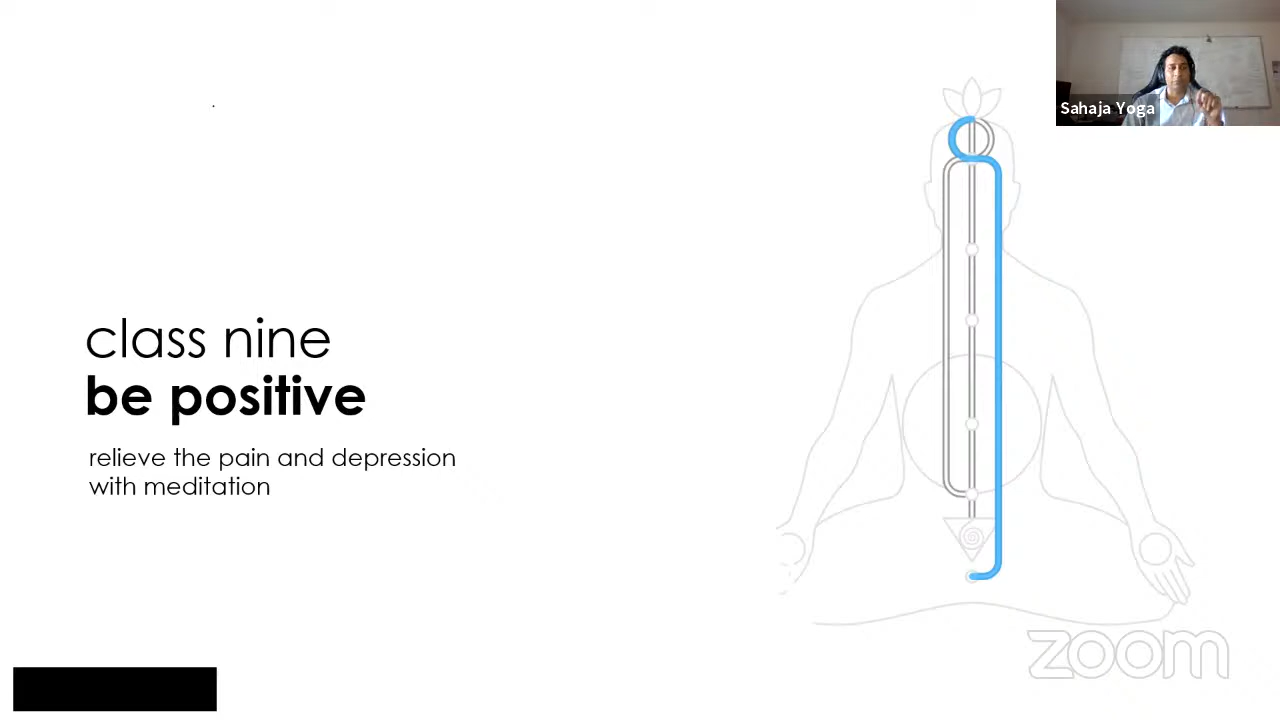 Sahaja Yoga
class nine
be positive
relieve the pain and depression
with meditation
zoom